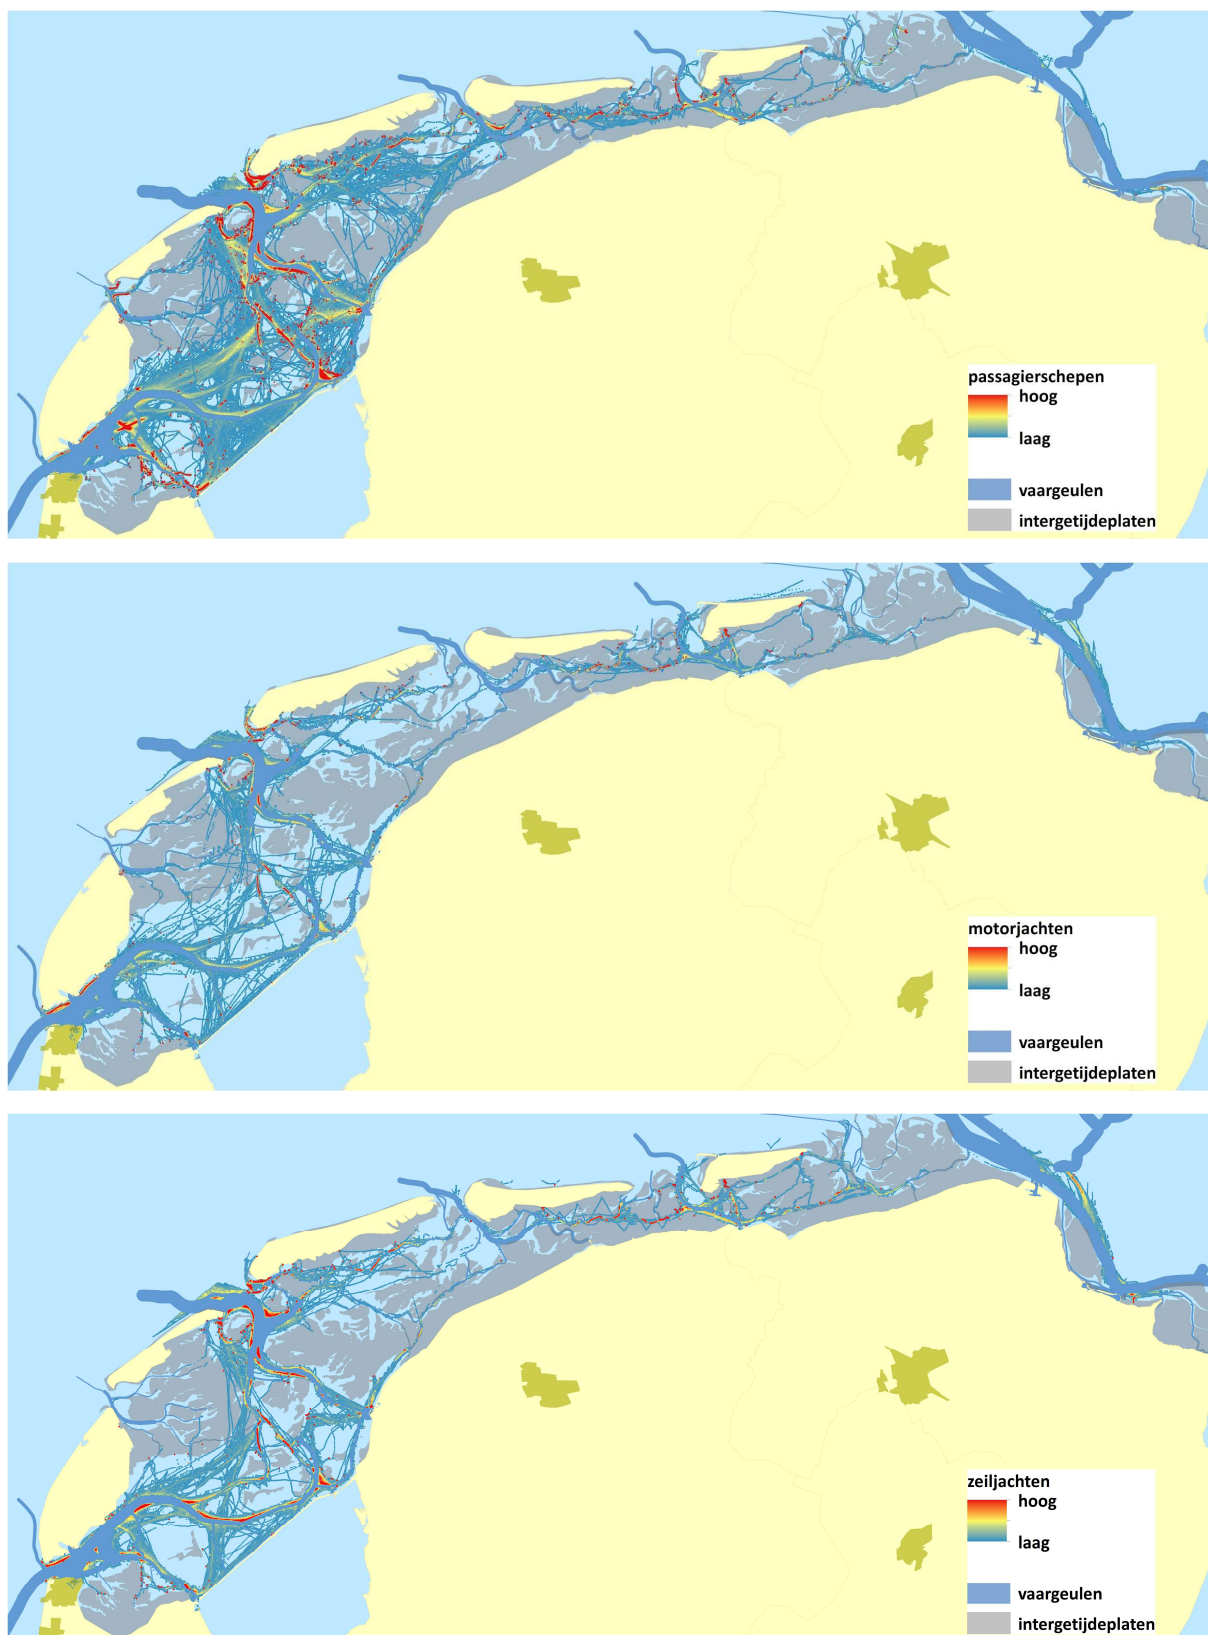 passagierschepen
hoog
laag
vaargeulen
intergetijdeplaten
motorjachten
hoog
laag
vaargeulen
intergetijdeplaten
zeiljachten
hoog
laag
vaargeulen
intergetijdeplaten